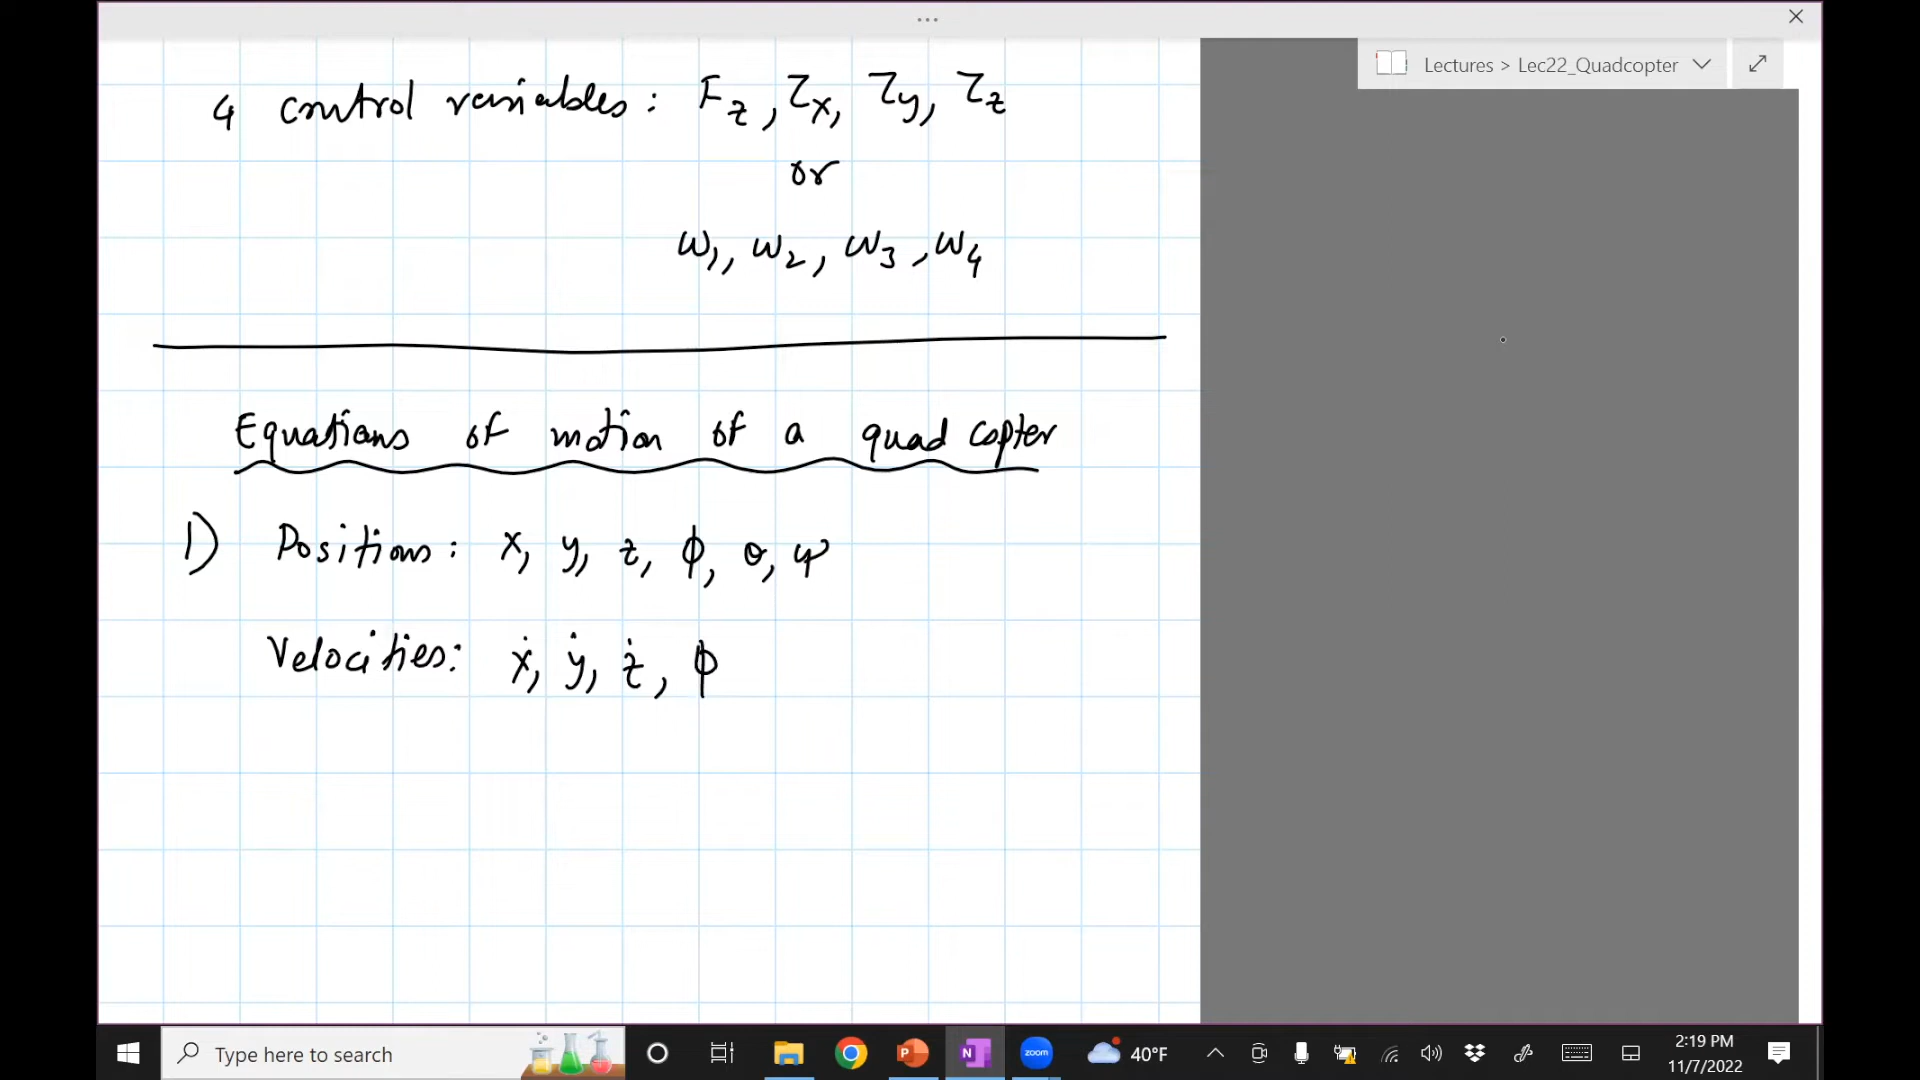 ...
Lectures > Lec22_Quadcopter
4 control variables: Fz, τx, τy, τz
or
ω1, ω2, ω3, ω4
Equations of motion of a quad copter
1) Positions: x, y, z, ϕ, θ, ψ
Velocities: ẋ, ẏ, ż, ϕ
Type here to search
zoom
40°F
2:19 PM
11/7/2022